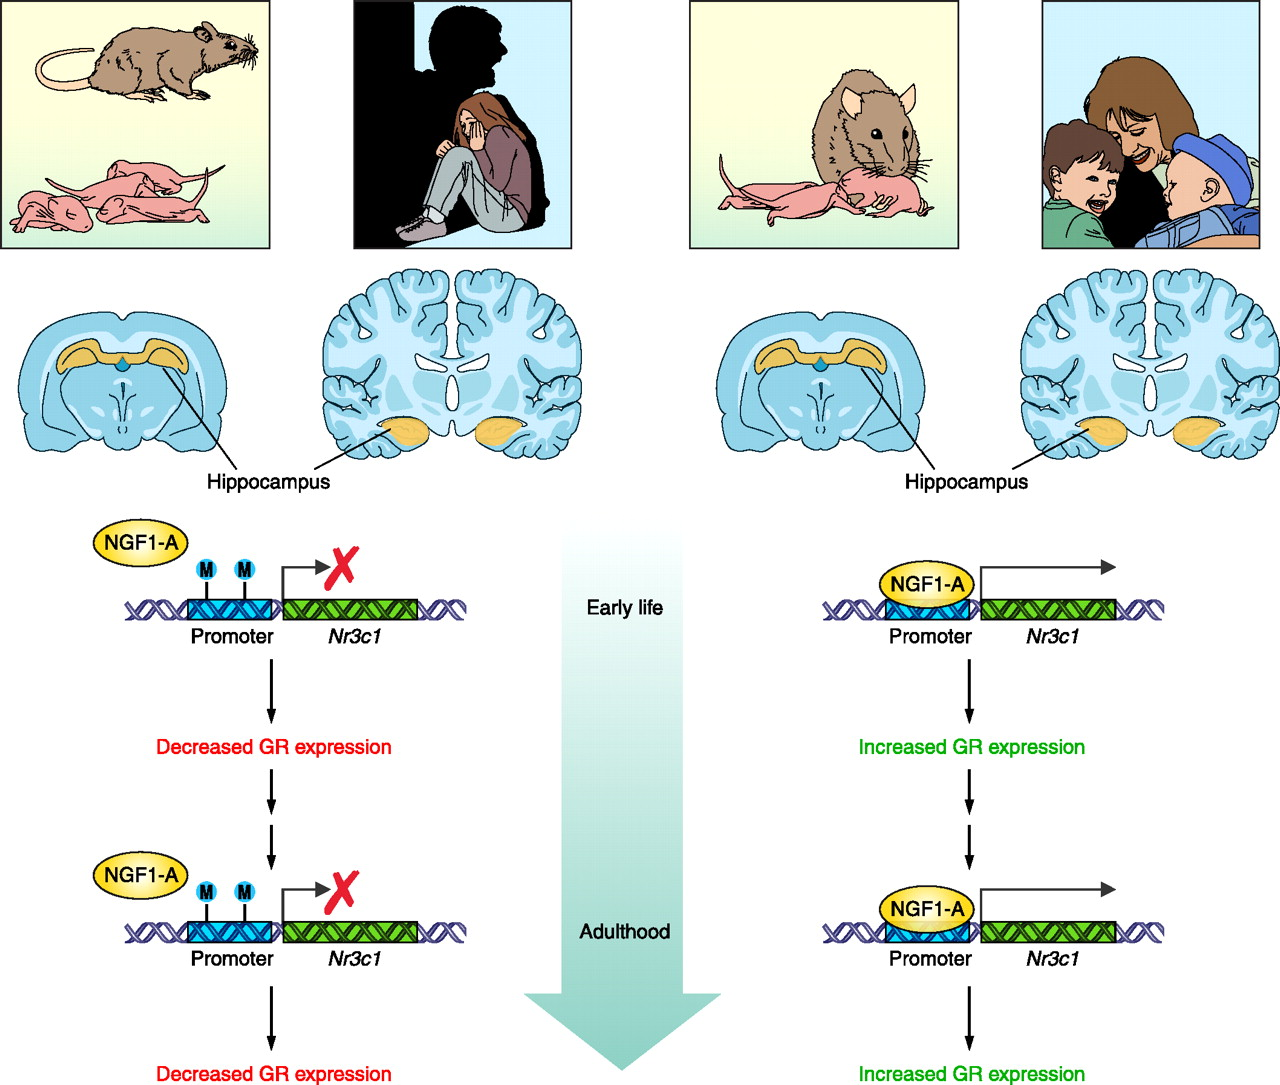 Hippocampus
Hippocampus
NGF1-A
M M
Promoter Nr3c1
Early life
NGF1-A
Promoter Nr3c1
Decreased GR expression
Increased GR expression
NGF1-A
M M
Promoter Nr3c1
Adulthood
NGF1-A
Promoter Nr3c1
Decreased GR expression
Increased GR expression